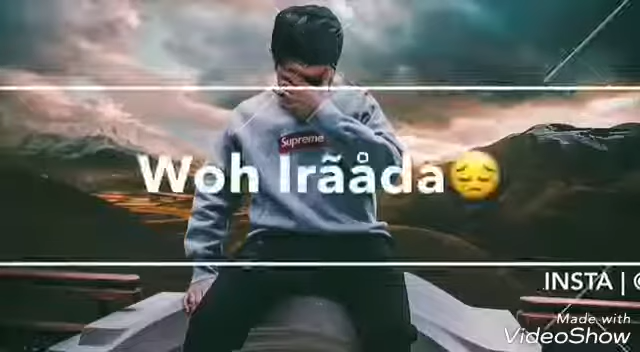 Supreme
Woh Irãåda😔
INSTA |
Made with
VideoShow